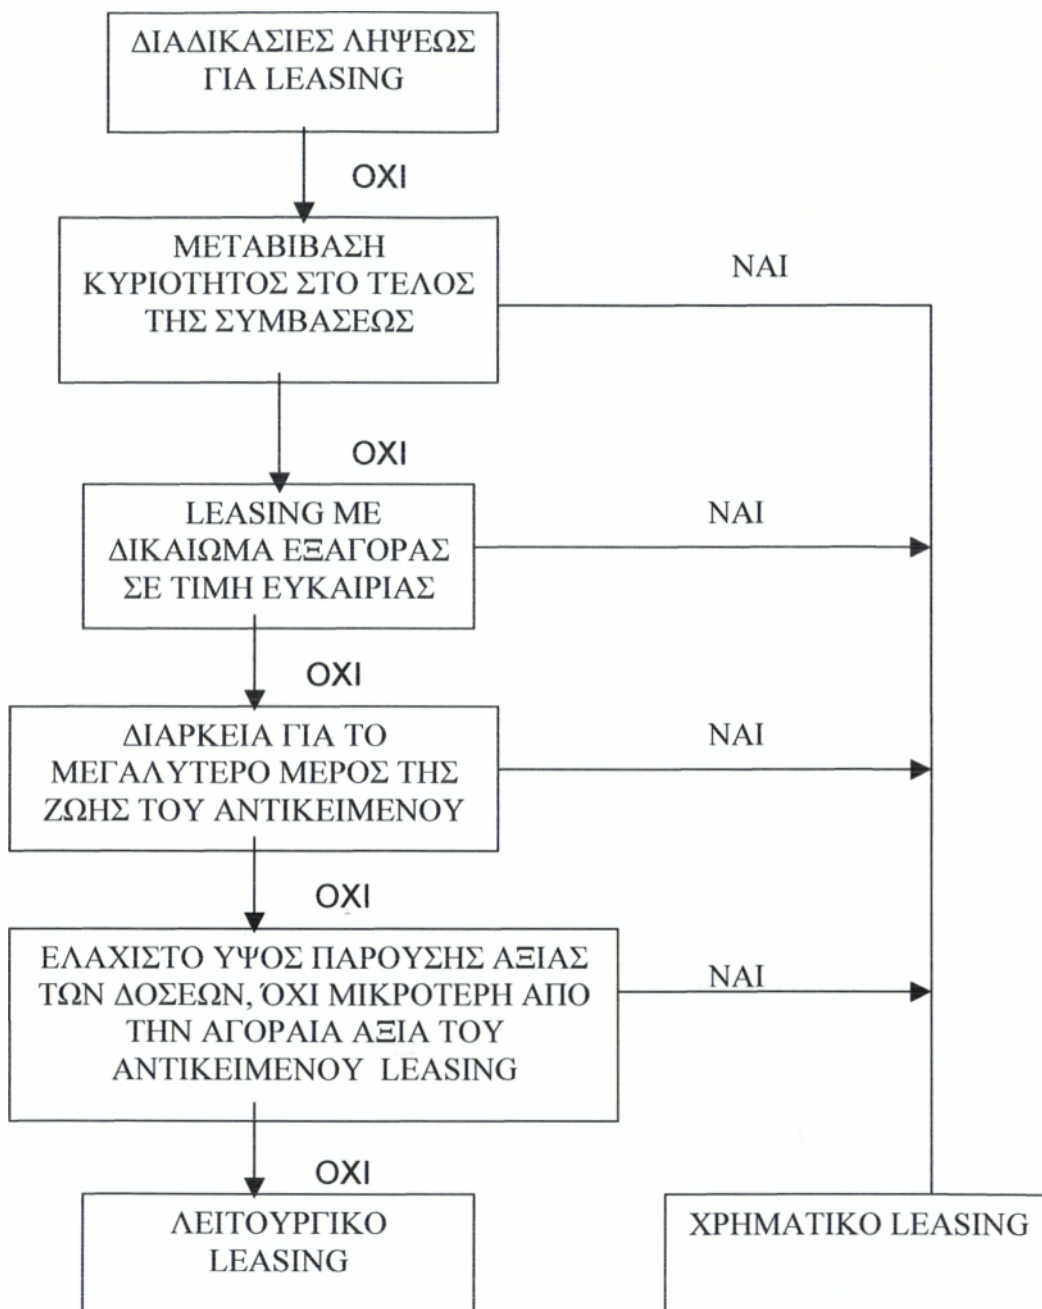 ΔΙΑΔΙΚΑΣΙΕΣ ΛΗΨΕΩΣ
ΓΙΑ LEASING
ΟΧΙ
ΜΕΤΑΒΙΒΑΣΗ
ΚΥΡΙΟΤΗΤΟΣ ΣΤΟ ΤΈΛΟΣ
ΤΗΣ ΣΥΜΒΑΣΕΩΣ
ΝΑΙ
ΟΧΙ
LEASING ΜΕ
ΔΙΚΑΙΩΜΑ ΕΞΑΓΟΡΑΣ
ΣΕ ΤΙΜΗ ΕΥΚΑΙΡΙΑΣ
ΝΑΙ
ΟΧΙ
ΔΙΑΡΚΕΙΑ ΓΙΑ ΤΟ
ΜΕΓΑΛΥΤΕΡΟ ΜΕΡΟΣ ΤΗΣ
ΖΩΗΣ ΤΟΥ ΑΝΤΙΚΕΙΜΕΝΟΥ
ΝΑΙ
ΟΧΙ
ΕΛΑΧΙΣΤΟ ΥΨΟΣ ΠΑΡΟΥΣΗΣ ΑΞΙΑΣ
ΤΩΝ ΔΟΣΕΩΝ, ΌΧΙ ΜΙΚΡΟΤΕΡΗ ΑΠΟ
ΤΗΝ ΑΓΟΡΑΙΑ ΑΞΙΑ ΤΟΥ
ΑΝΤΙΚΕΙΜΕΝΟΥ LEASING
ΝΑΙ
ΟΧΙ
ΛΕΙΤΟΥΡΓΙΚΟ
LEASING
ΧΡΗΜΑΤΙΚΟ LEASING